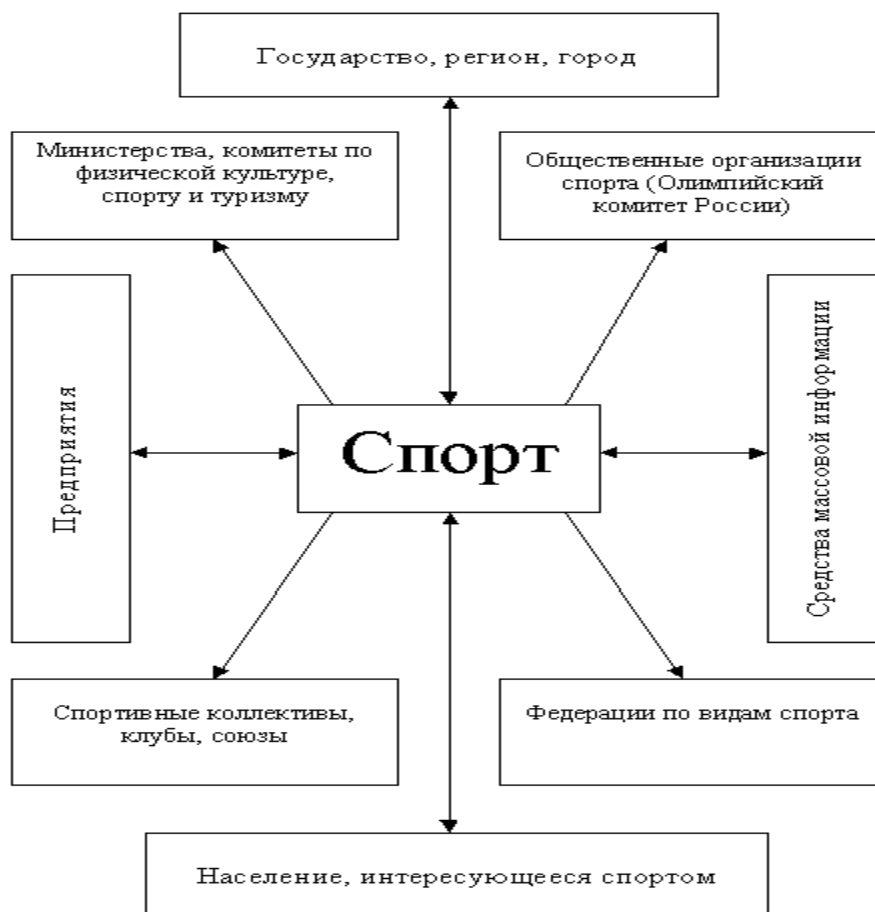 Государство, регион, город
Министерства, комитеты по
физической культуре,
спорту и туризму
Общественные организации
спорта (Олимпийский
комитет России)
Предприятия
Спорт
Средства массовой информации
Спортивные коллективы,
клубы, союзы
Федерации по видам спорта
Население, интересующееся спортом